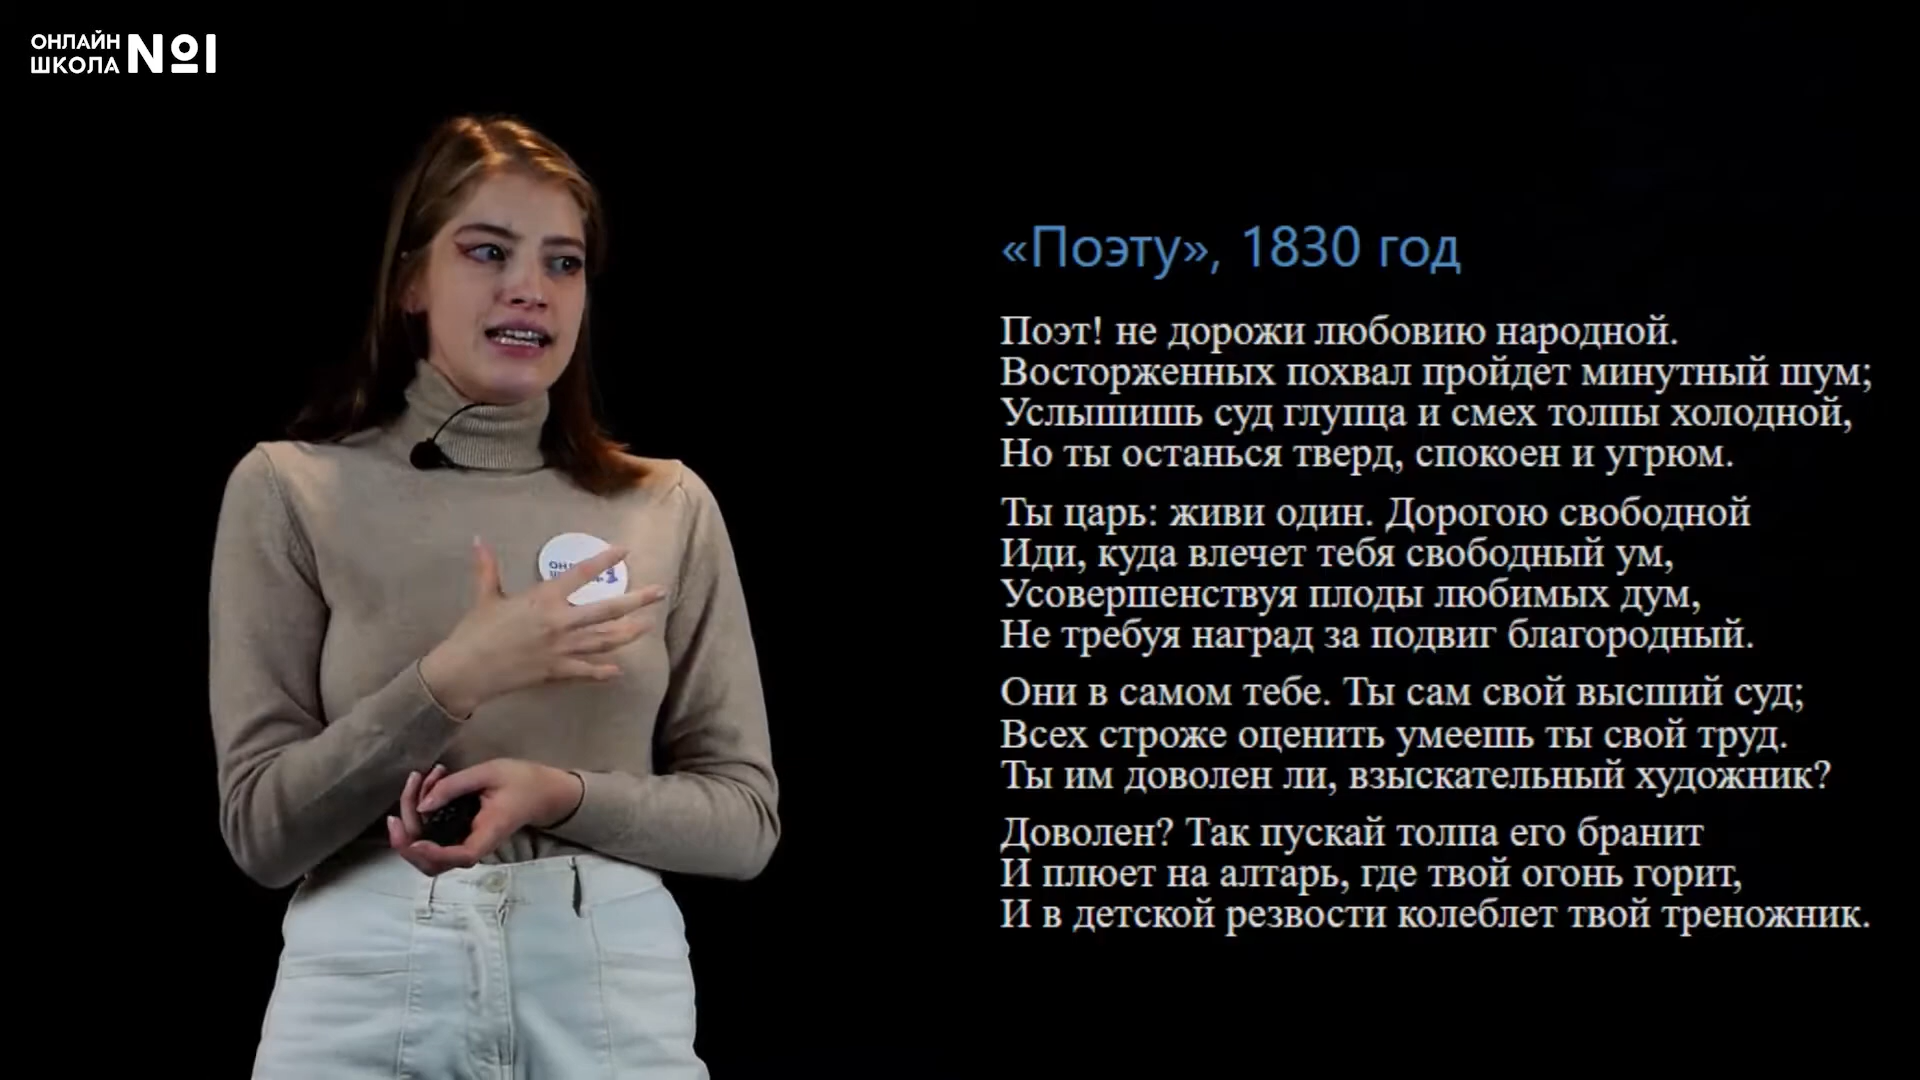 ОНЛАЙН
ШКОЛА №1
«Поэту», 1830 год
Поэт! не дорожи любовию народной.
Восторженных похвал пройдет минутный шум;
Услышишь суд глупца и смех толпы холодной,
Но ты останься тверд, спокоен и угрюм.
Ты царь: живи один. Дорогою свободной
Иди, куда влечет тебя свободный ум,
Усовершенствуя плоды любимых дум,
Не требуя наград за подвиг благородный.
Они в самом тебе. Ты сам свой высший суд;
Всех строже оценить умеешь ты свой труд.
Ты им доволен ли, взыскательный художник?
Доволен? Так пускай толпа его бранит
И плюет на алтарь, где твой огонь горит,
И в детской резвости колеблет твой треножник.